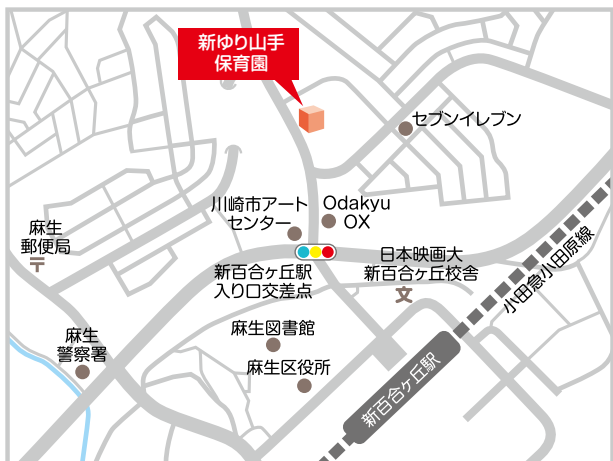 新ゆり山手
保育園
セブンイレブン
川崎市アート
センター
Odakyu
OX
麻生
郵便局
〒
新百合ヶ丘駅
入り口交差点
日本映画大
新百合ヶ丘校舎
文
小田急小田原線
麻生図書館
麻生
警察署
麻生区役所
新百合ヶ丘駅